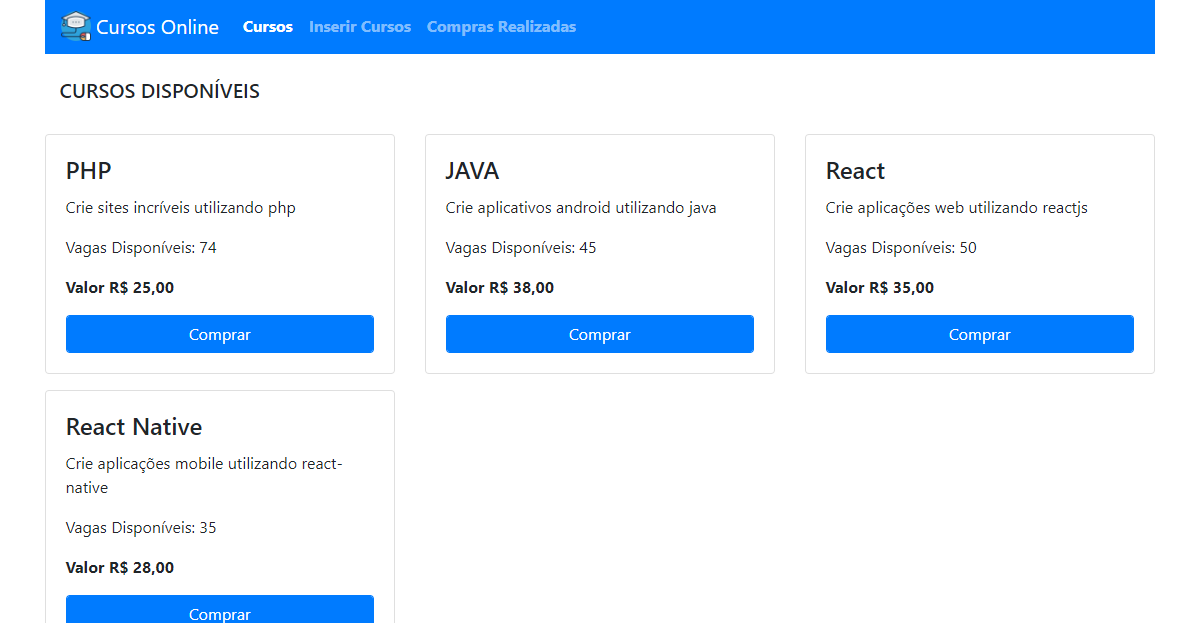 Cursos Online Cursos Inserir Cursos Compras Realizadas
CURSOS DISPONÍVEIS
PHP
Crie sites incríveis utilizando php
Vagas Disponíveis: 74
Valor R$ 25,00
Comprar
JAVA
Crie aplicativos android utilizando java
Vagas Disponíveis: 45
Valor R$ 38,00
Comprar
React
Crie aplicações web utilizando reactjs
Vagas Disponíveis: 50
Valor R$ 35,00
Comprar
React Native
Crie aplicações mobile utilizando react-
native
Vagas Disponíveis: 35
Valor R$ 28,00
Comprar